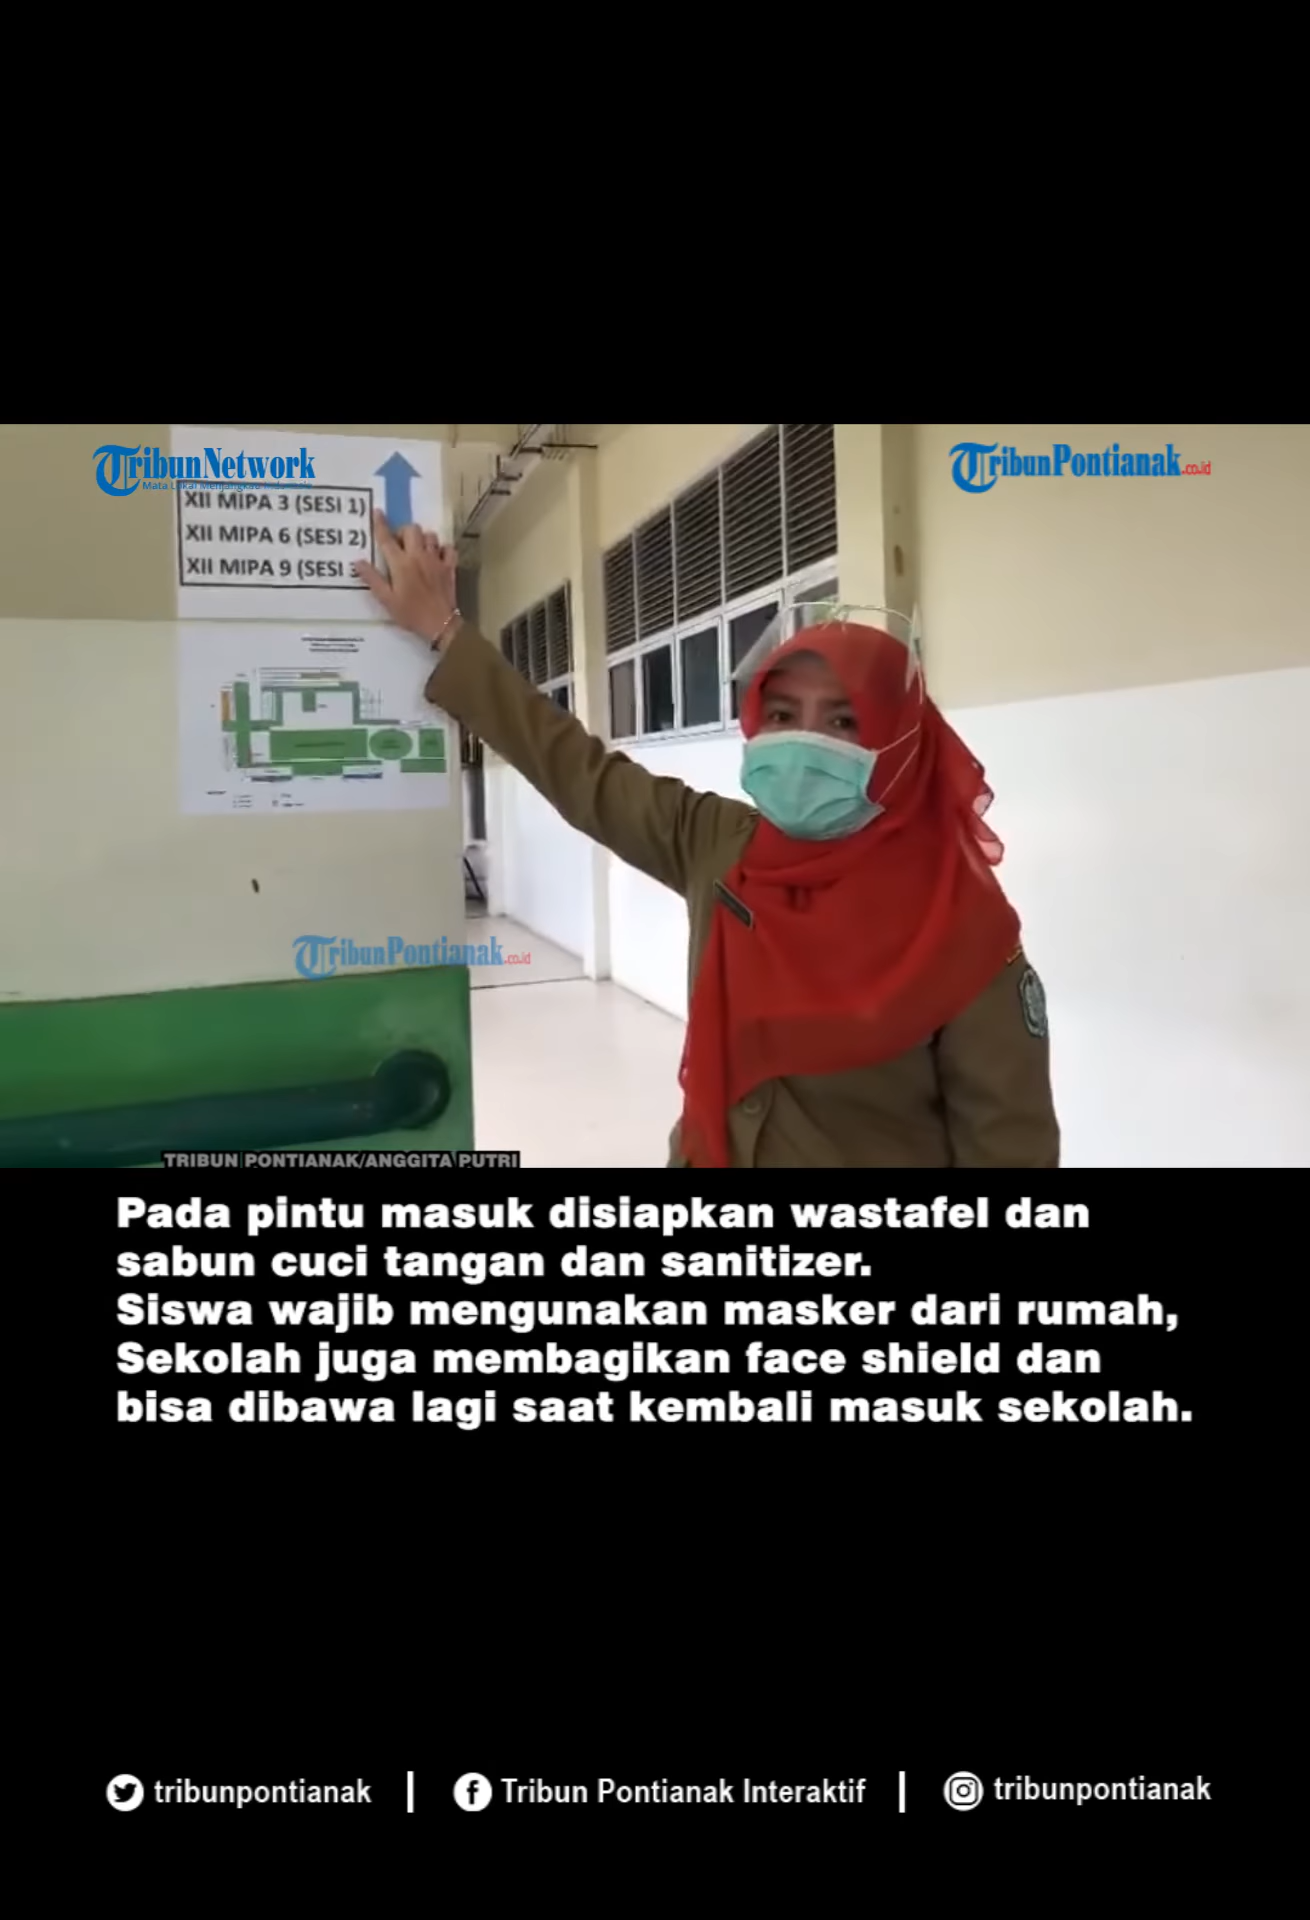 TribunNetwork
TribunPontianak.co.id
XII MIPA 3 (SESI 1)
XII MIPA 6 (SESI 2)
XII MIPA 9 (SESI
TribunPontianak.co.id
TRIBUN PONTIANAK/ANGGITA PUTRI
Pada pintu masuk disiapkan wastafel dan
sabun cuci tangan dan sanitizer.
Siswa wajib mengunakan masker dari rumah,
Sekolah juga membagikan face shield dan
bisa dibawa lagi saat kembali masuk sekolah.
tribunpontianak | Tribun Pontianak Interaktif | tribunpontianak